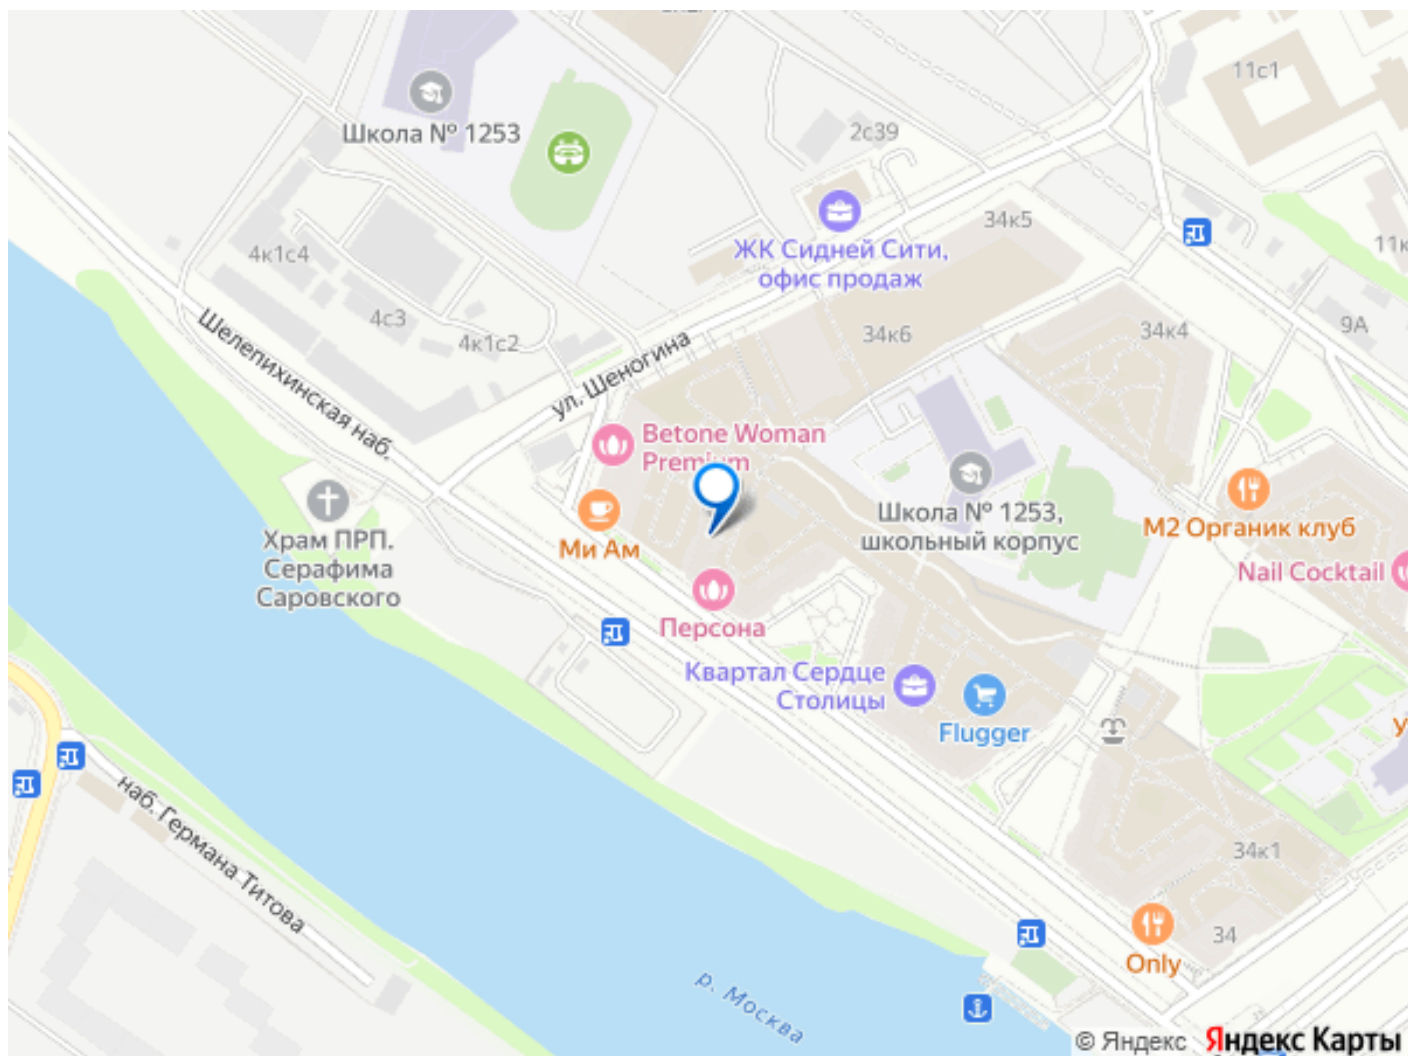 11с1
Школа № 1253
2с39
34к5
ЖК Сидней Сити,
офис продаж
4к1с4
4с3
4к1с2
Шелепихинская наб.
ул. Шеногина
34к6
34к4
9А
11к
Betone Woman
Premium
Ми Ам
Храм ПРП.
Серафима
Саровского
Школа № 1253,
школьный корпус
М2 Органик клуб
Nail Cocktail
Персона
Квартал Сердце
Столицы
Flugger
У
наб. Германа Титова
34к1
34
Only
р. Москва
© Яндекс Яндекс Карты